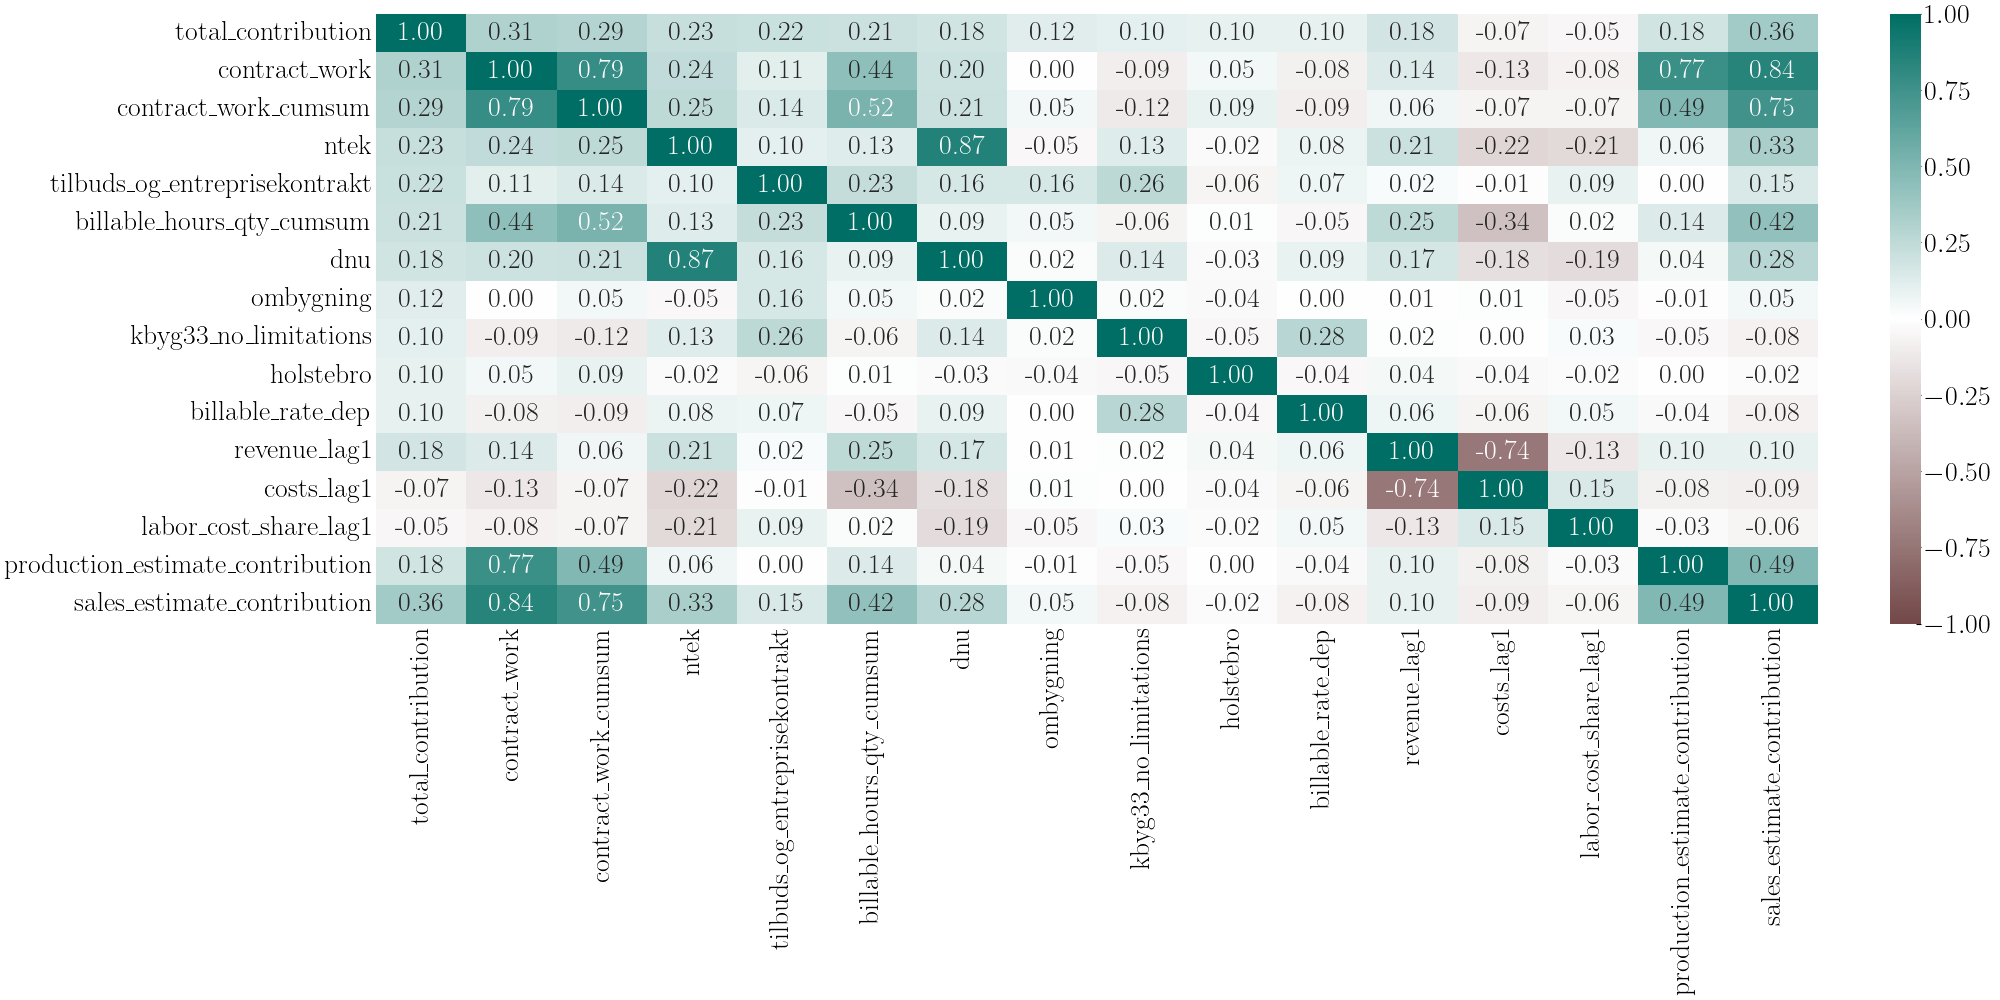 total_contribution 1.00 0.31 0.29 0.23 0.22 0.21 0.18 0.12 0.10 0.10 0.10 0.18 -0.07 -0.05 0.18 0.36
contract_work 0.31 1.00 0.79 0.24 0.11 0.44 0.20 0.00 -0.09 0.05 -0.08 0.14 -0.13 -0.08 0.77 0.84
contract_work_cumsum 0.29 0.79 1.00 0.25 0.14 0.52 0.21 0.05 -0.12 0.09 -0.09 0.06 -0.07 -0.07 0.49 0.75
ntek 0.23 0.24 0.25 1.00 0.10 0.13 0.87 -0.05 0.13 -0.02 0.08 0.21 -0.22 -0.21 0.06 0.33
tilbuds_og_entreprisekontrakt 0.22 0.11 0.14 0.10 1.00 0.23 0.16 0.16 0.26 -0.06 0.07 0.02 -0.01 0.09 0.00 0.15
billable_hours_qty_cumsum 0.21 0.44 0.52 0.13 0.23 1.00 0.09 0.05 -0.06 0.01 -0.05 0.25 -0.34 0.02 0.14 0.42
dnu 0.18 0.20 0.21 0.87 0.16 0.09 1.00 0.02 0.14 -0.03 0.09 0.17 -0.18 -0.19 0.04 0.28
ombygning 0.12 0.00 0.05 -0.05 0.16 0.05 0.02 1.00 0.02 -0.04 0.00 0.01 0.01 -0.05 -0.01 0.05
kbyg33_no_limitations 0.10 -0.09 -0.12 0.13 0.26 -0.06 0.14 0.02 1.00 -0.05 0.28 0.02 0.00 0.03 -0.05 -0.08
holstebro 0.10 0.05 0.09 -0.02 -0.06 0.01 -0.03 -0.04 -0.05 1.00 -0.04 0.04 -0.04 -0.02 0.00 -0.02
billable_rate_dep 0.10 -0.08 -0.09 0.08 0.07 -0.05 0.09 0.00 0.28 -0.04 1.00 0.06 -0.06 0.05 -0.04 -0.08
revenue_lag1 0.18 0.14 0.06 0.21 0.02 0.25 0.17 0.01 0.02 0.04 0.06 1.00 -0.74 -0.13 0.10 0.10
costs_lag1 -0.07 -0.13 -0.07 -0.22 -0.01 -0.34 -0.18 0.01 0.00 -0.04 -0.06 -0.74 1.00 0.15 -0.08 -0.09
labor_cost_share_lag1 -0.05 -0.08 -0.07 -0.21 0.09 0.02 -0.19 -0.05 0.03 -0.02 0.05 -0.13 0.15 1.00 -0.03 -0.06
production_estimate_contribution 0.18 0.77 0.49 0.06 0.00 0.14 0.04 -0.01 -0.05 0.00 -0.04 0.10 -0.08 -0.03 1.00 0.49
sales_estimate_contribution 0.36 0.84 0.75 0.33 0.15 0.42 0.28 0.05 -0.08 -0.02 -0.08 0.10 -0.09 -0.06 0.49 1.00
total_contribution
contract_work
contract_work_cumsum
ntek
tilbuds_og_entreprisekontrakt
billable_hours_qty_cumsum
dnu
ombygning
kbyg33_no_limitations
holstebro
billable_rate_dep
revenue_lag1
costs_lag1
labor_cost_share_lag1
production_estimate_contribution
sales_estimate_contribution
1.00
0.75
0.50
0.25
0.00
−0.25
−0.50
−0.75
−1.00